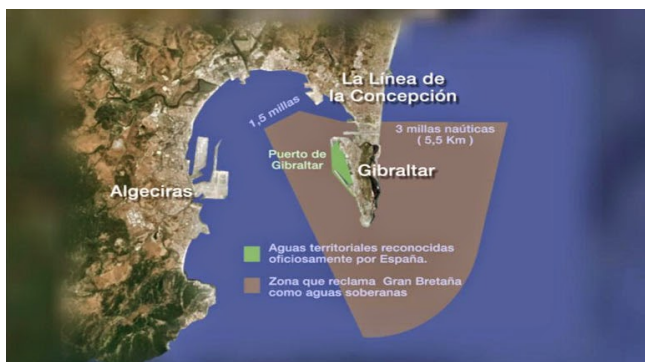 La Línea de
la Concepción
1,5 millas
3 millas naúticas
( 5,5 Km )
Puerto de
Gibraltar
Gibraltar
Algeciras
Aguas territoriales reconocidas
oficiosamente por España.
Zona que reclama Gran Bretaña
como aguas soberanas